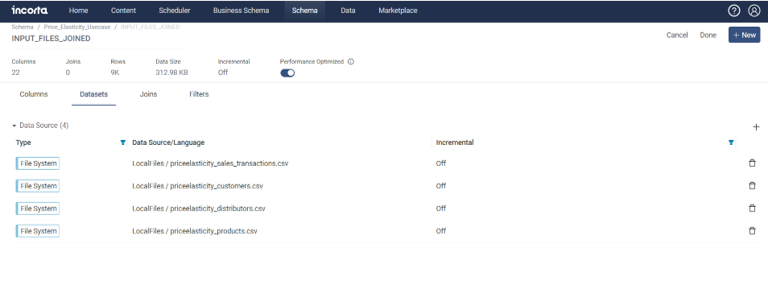 incorta Home Content Scheduler Business Schema Schema Data Marketplace
Schema / Price_Elasticity_Usecase / INPUT_FILES_JOINED
INPUT_FILES_JOINED Cancel Done + New
Columns Joins Rows Data Size Incremental Performance Optimized
22 0 9K 312.98 KB Off
Columns Datasets Joins Filters
Data Source (4)
Type Data Source/Language Incremental
File System LocalFiles / priceelasticity_sales_transactions.csv Off
File System LocalFiles / priceelasticity_customers.csv Off
File System LocalFiles / priceelasticity_distributors.csv Off
File System LocalFiles / priceelasticity_products.csv Off